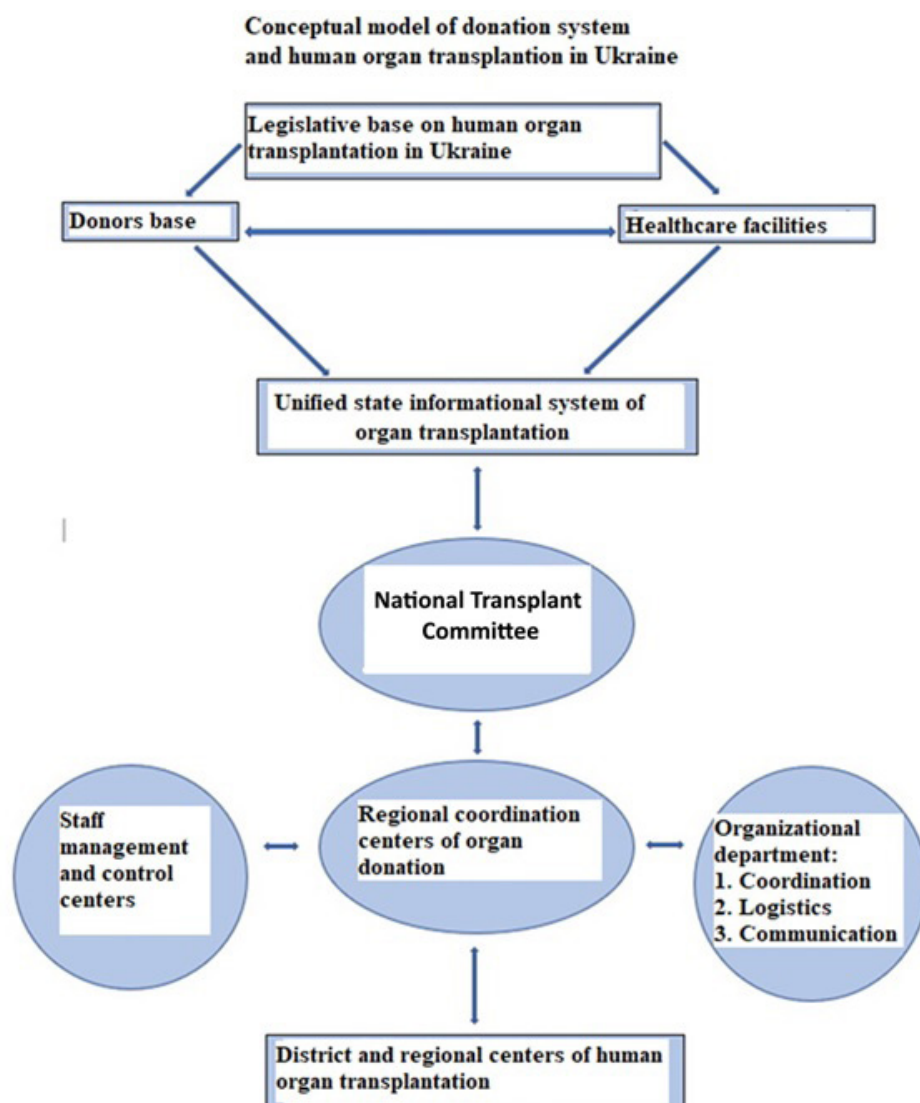 Conceptual model of donation system
and human organ transplantion in Ukraine
Legislative base on human organ
transplantation in Ukraine
Donors base
Healthcare facilities
Unified state informational system of
organ transplantation
National Transplant
Committee
Staff
management
and control
centers
Regional coordination
centers of organ
donation
Organizational
department:
1. Coordination
2. Logistics
3. Communication
District and regional centers of human
organ transplantation